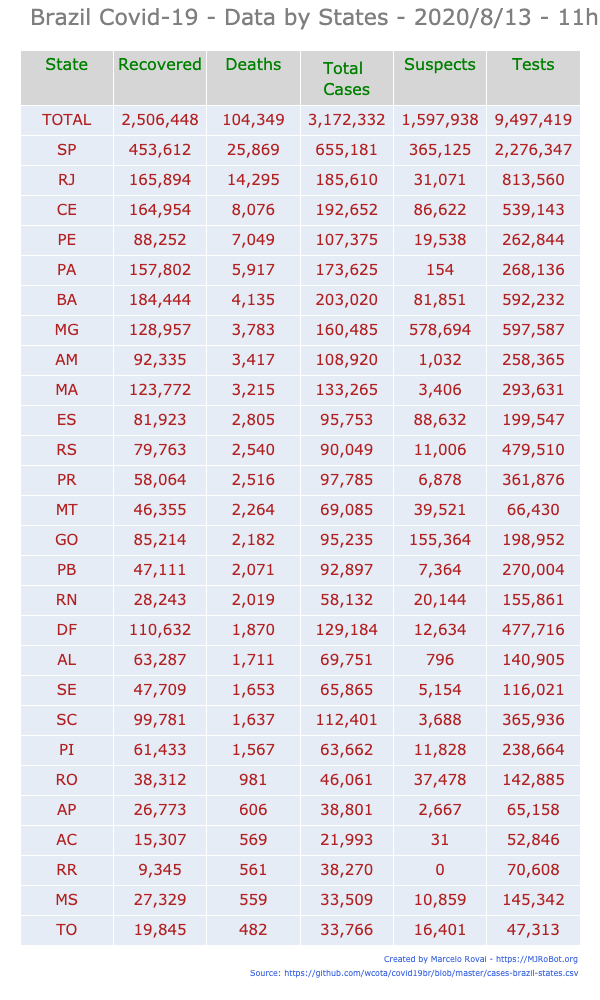 Brazil Covid-19 - Data by States - 2020/8/13 - 11h
State Recovered Deaths Total Cases Suspects Tests
TOTAL 2,506,448 104,349 3,172,332 1,597,938 9,497,419
SP 453,612 25,869 655,181 365,125 2,276,347
RJ 165,894 14,295 185,610 31,071 813,560
CE 164,954 8,076 192,652 86,622 539,143
PE 88,252 7,049 107,375 19,538 262,844
PA 157,802 5,917 173,625 154 268,136
BA 184,444 4,135 203,020 81,851 592,232
MG 128,957 3,783 160,485 578,694 597,587
AM 92,335 3,417 108,920 1,032 258,365
MA 123,772 3,215 133,265 3,406 293,631
ES 81,923 2,805 95,753 88,632 199,547
RS 79,763 2,540 90,049 11,006 479,510
PR 58,064 2,516 97,785 6,878 361,876
MT 46,355 2,264 69,085 39,521 66,430
GO 85,214 2,182 95,235 155,364 198,952
PB 47,111 2,071 92,897 7,364 270,004
RN 28,243 2,019 58,132 20,144 155,861
DF 110,632 1,870 129,184 12,634 477,716
AL 63,287 1,711 69,751 796 140,905
SE 47,709 1,653 65,865 5,154 116,021
SC 99,781 1,637 112,401 3,688 365,936
PI 61,433 1,567 63,662 11,828 238,664
RO 38,312 981 46,061 37,478 142,885
AP 26,773 606 38,801 2,667 65,158
AC 15,307 569 21,993 31 52,846
RR 9,345 561 38,270 0 70,608
MS 27,329 559 33,509 10,859 145,342
TO 19,845 482 33,766 16,401 47,313
Created by Marcelo Rovai - https://MJRoBot.org
Source: https://github.com/wcota/covid19br/blob/master/cases-brazil-states.csv